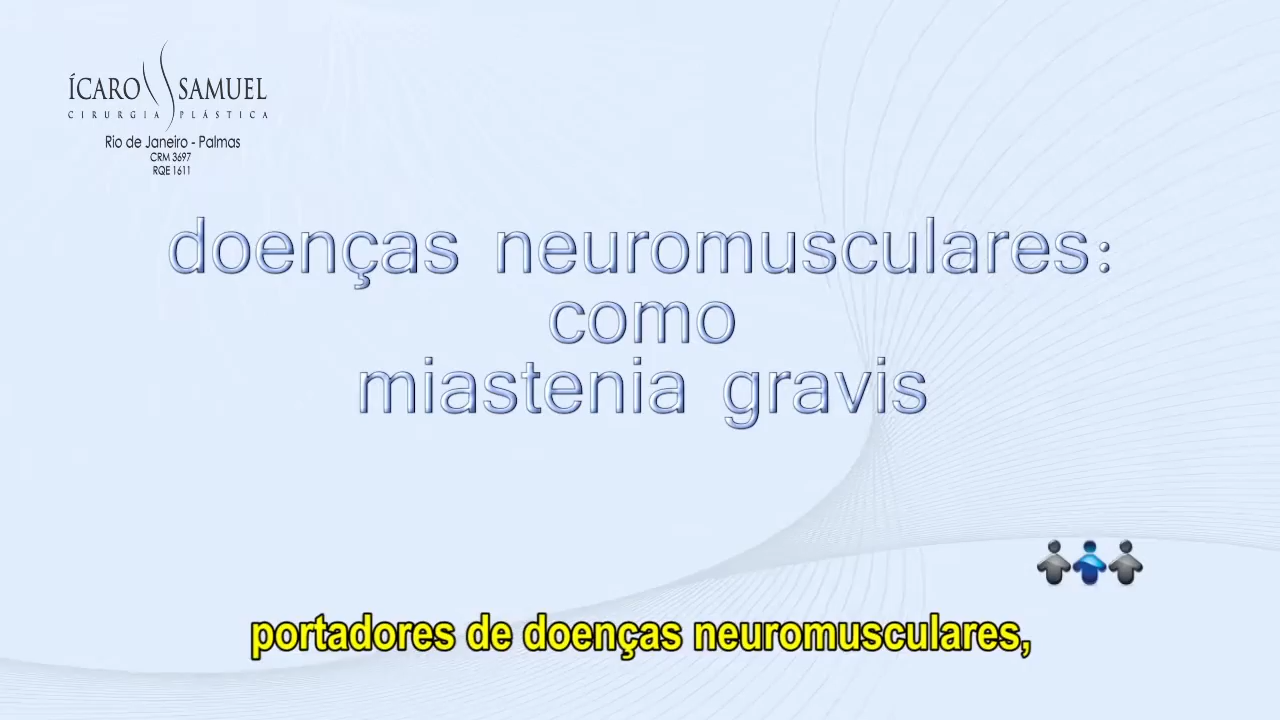 ÍCARO SAMUEL
CIRURGIA PLÁSTICA
Rio de Janeiro - Palmas
CRM 3697
RQE 1611
doenças neuromusculares:
como
miastenia gravis
portadores de doenças neuromusculares,